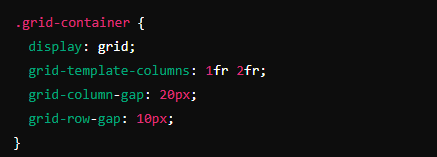 .grid-container {
  display: grid;
  grid-template-columns: 1fr 2fr;
  grid-column-gap: 20px;
  grid-row-gap: 10px;
}